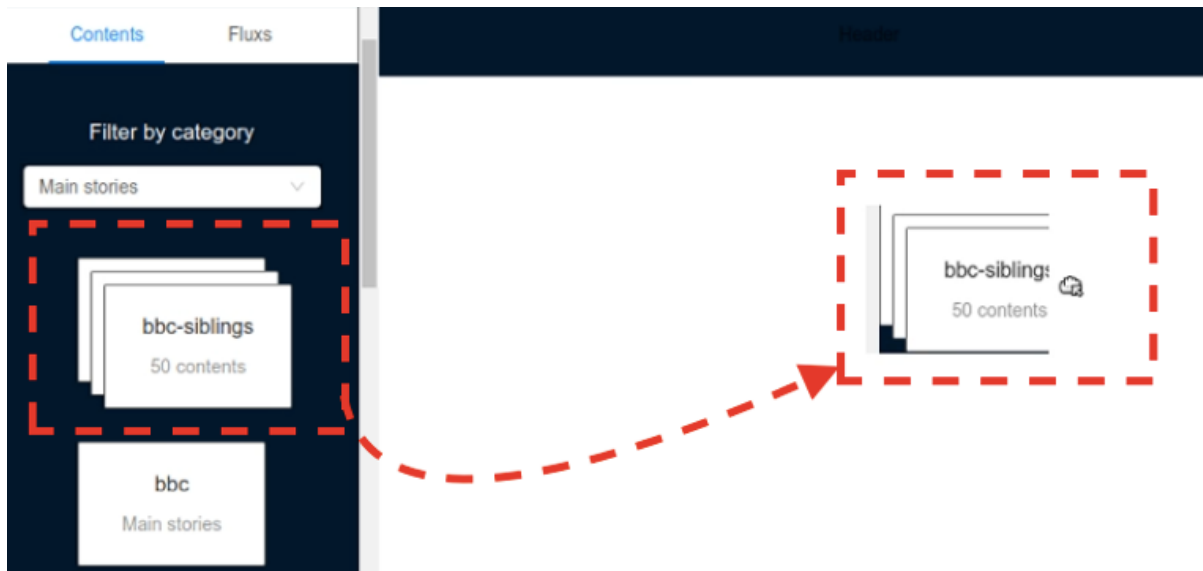 Contents Fluxs
Header
Filter by category
Main stories
bbc-siblings
50 contents
bbc
Main stories
bbc-siblings
50 contents